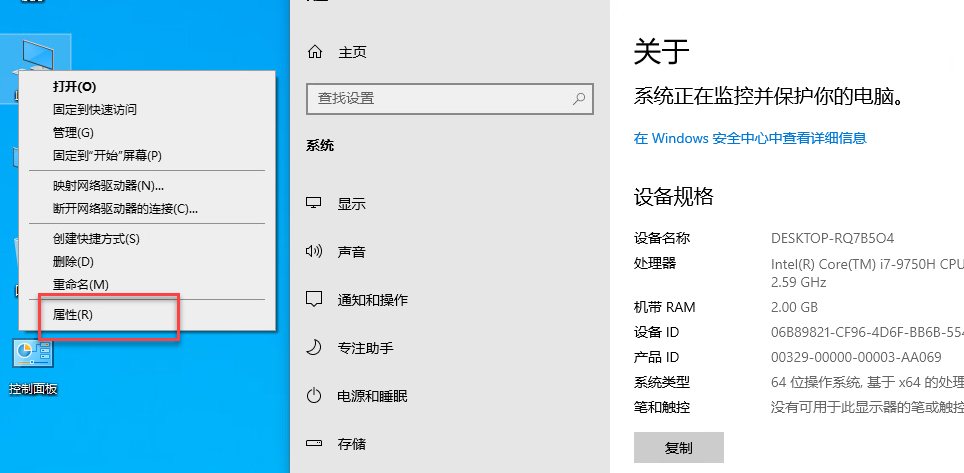 打开(O)
固定到快速访问
管理(G)
固定到“开始”屏幕(P)
映射网络驱动器(N)...
断开网络驱动器的连接(C)...
创建快捷方式(S)
删除(D)
重命名(M)
属性(R)
控制面板
主页
查找设置
系统
显示
声音
通知和操作
专注助手
电源和睡眠
存储
关于
系统正在监控并保护你的电脑。
在 Windows 安全中心中查看详细信息
设备规格
设备名称 DESKTOP-RQ7B5O4
处理器 Intel(R) Core(TM) i7-9750H CPU
2.59 GHz
机带 RAM 2.00 GB
设备 ID 06B89821-CF96-4D6F-BB6B-554
产品 ID 00329-00000-00003-AA069
系统类型 64 位操作系统, 基于 x64 的处理
笔和触控 没有可用于此显示器的笔或触控
复制